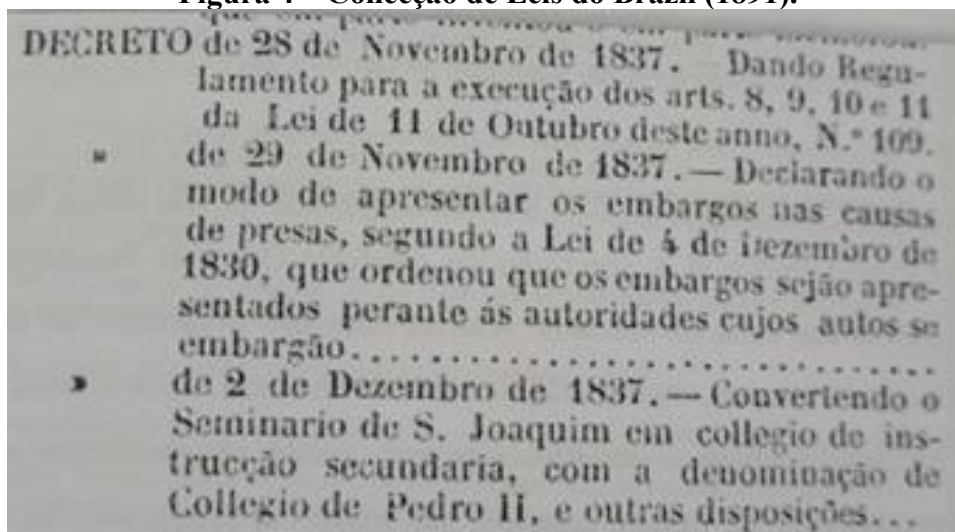 Figura 4 – Collecção de Leis do Brazil (1891).
DECRETO de 28 de Novembro de 1837. Dando Regu-
lamento para a execução dos arts. 8, 9, 10 e 11
da Lei de 11 de Outubro deste anno, N.º 109.
» de 29 de Novembro de 1837.— Declarando o
modo de apresentar os embargos nas causas
de presas, segundo a Lei de 4 de Dezembro de
1830, que ordenou que os embargos sejão apre-
sentados perante ás autoridades cujos autos se
embargão.......................................
» de 2 de Dezembro de 1837.— Convertendo o
Seminario de S. Joaquim em collegio de ins-
trucção secundaria, com a denominação de
Collegio de Pedro II, e outras disposições...